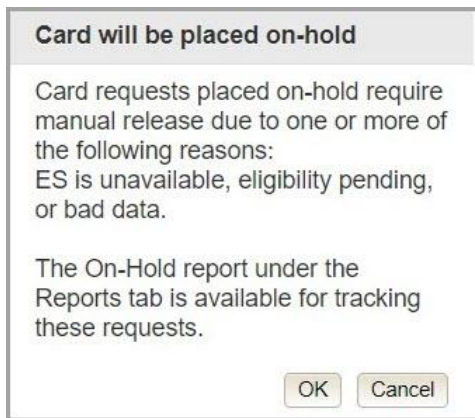 Card will be placed on-hold
Card requests placed on-hold require
manual release due to one or more of
the following reasons:
ES is unavailable, eligibility pending,
or bad data.
The On-Hold report under the
Reports tab is available for tracking
these requests.
OK Cancel